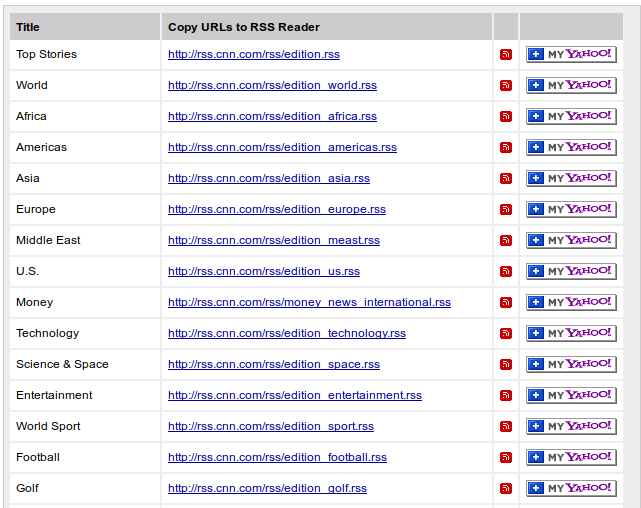 Title Copy URLs to RSS Reader
Top Stories http://rss.cnn.com/rss/edition.rss MY YAHOO!
World http://rss.cnn.com/rss/edition_world.rss MY YAHOO!
Africa http://rss.cnn.com/rss/edition_africa.rss MY YAHOO!
Americas http://rss.cnn.com/rss/edition_americas.rss MY YAHOO!
Asia http://rss.cnn.com/rss/edition_asia.rss MY YAHOO!
Europe http://rss.cnn.com/rss/edition_europe.rss MY YAHOO!
Middle East http://rss.cnn.com/rss/edition_meast.rss MY YAHOO!
U.S. http://rss.cnn.com/rss/edition_us.rss MY YAHOO!
Money http://rss.cnn.com/rss/money_news_international.rss MY YAHOO!
Technology http://rss.cnn.com/rss/edition_technology.rss MY YAHOO!
Science & Space http://rss.cnn.com/rss/edition_space.rss MY YAHOO!
Entertainment http://rss.cnn.com/rss/edition_entertainment.rss MY YAHOO!
World Sport http://rss.cnn.com/rss/edition_sport.rss MY YAHOO!
Football http://rss.cnn.com/rss/edition_football.rss MY YAHOO!
Golf http://rss.cnn.com/rss/edition_golf.rss MY YAHOO!